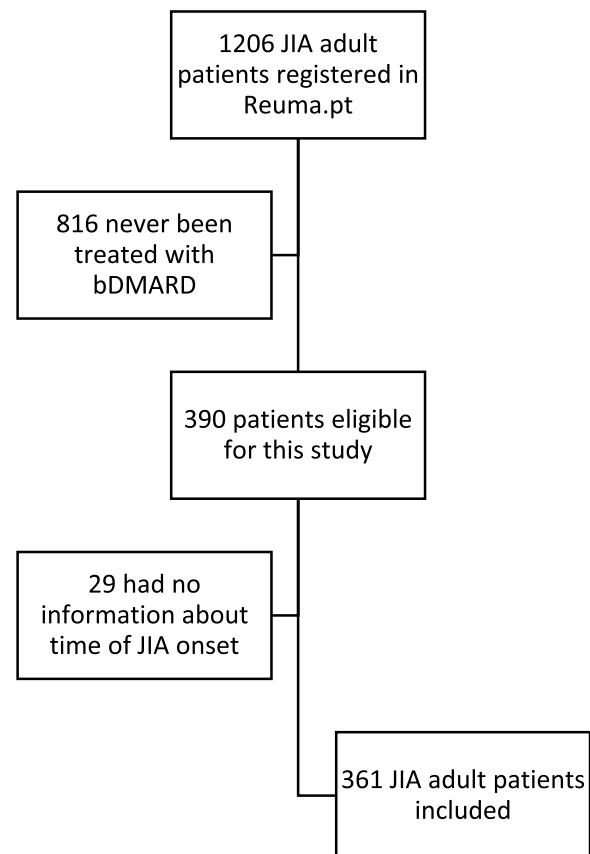 1206 JIA adult
patients registered in
Reuma.pt
816 never been
treated with
bDMARD
390 patients eligible
for this study
29 had no
information about
time of JIA onset
361 JIA adult patients
included